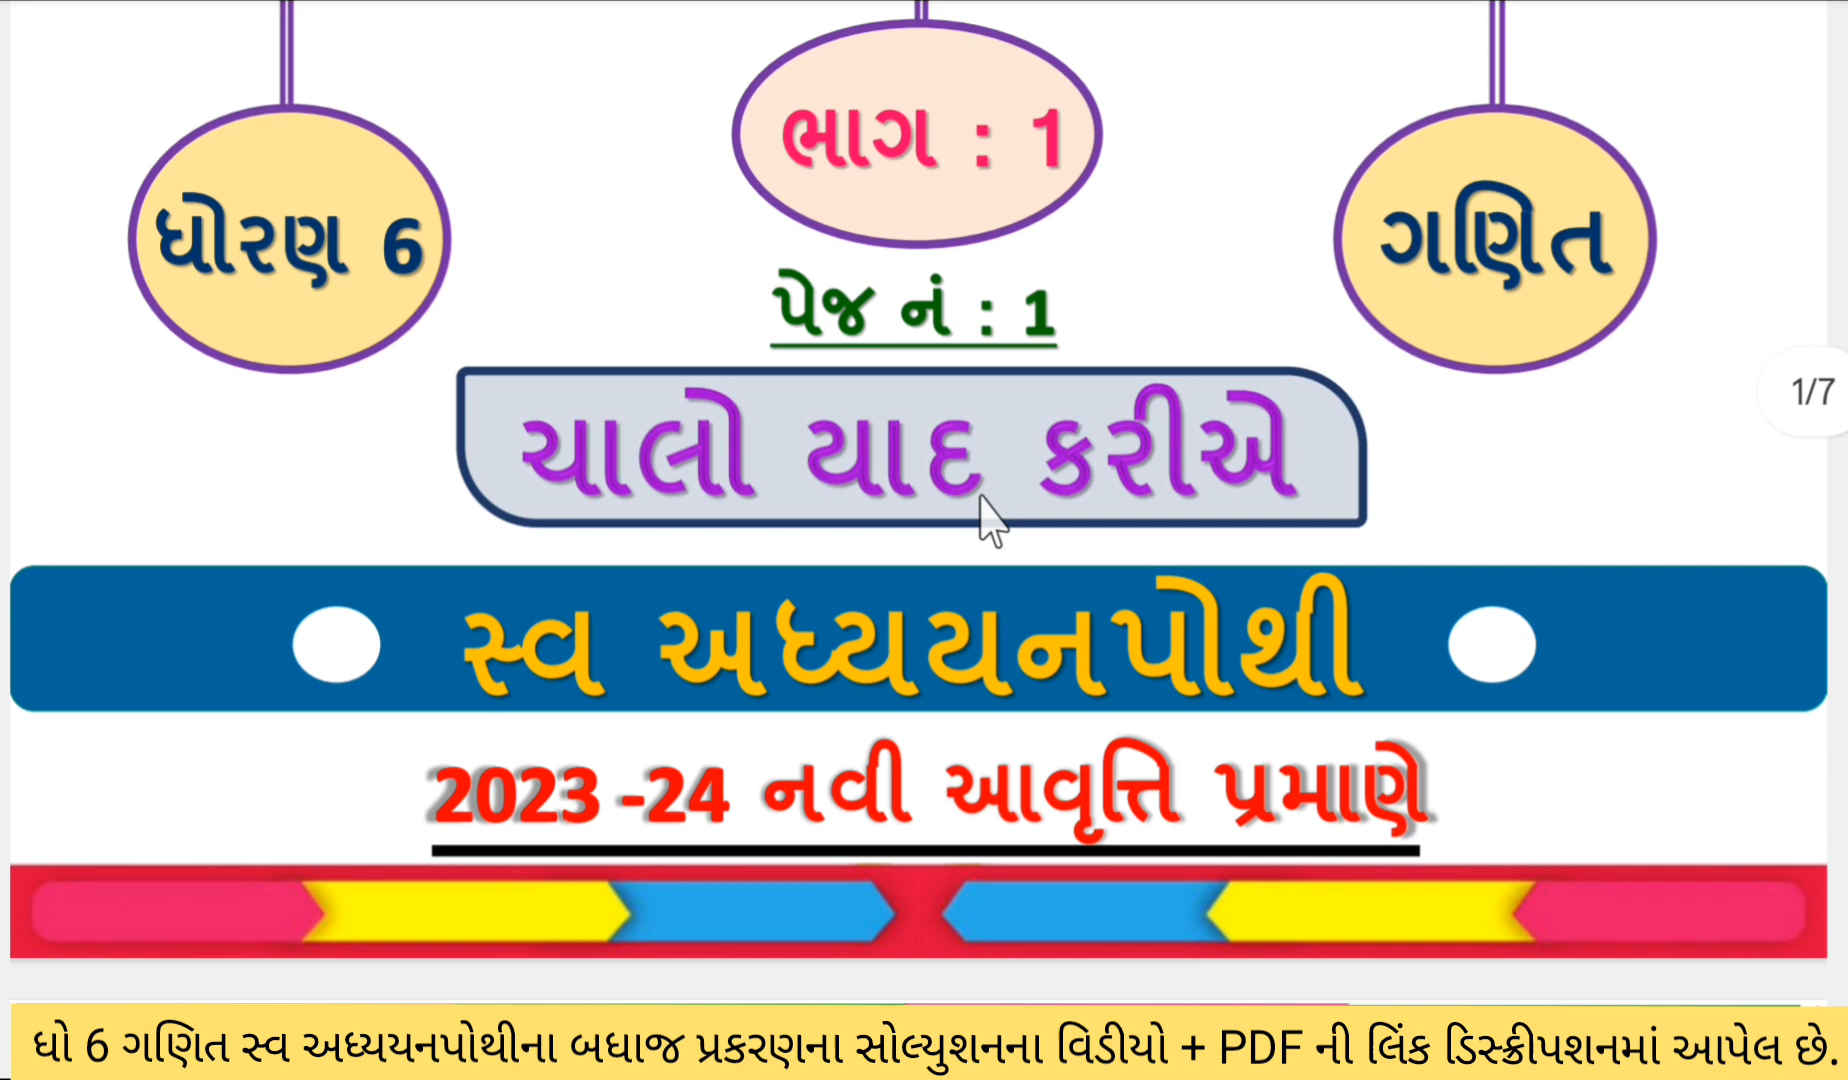 ભાગ : 1
ધોરણ 6
ગણિત
પેજ નં : 1
1/7
ચાલો યાદ કરીએ
સ્વ અધ્યયનપોથી
2023 -24 નવી આવૃત્તિ પ્રમાણે
ધો 6 ગણિત સ્વ અધ્યયનપોથીના બધાજ પ્રકરણના સોલ્યુશનના વિડીયો + PDF ની લિંક ડિસ્ક્રીપશનમાં આપેલ છે.